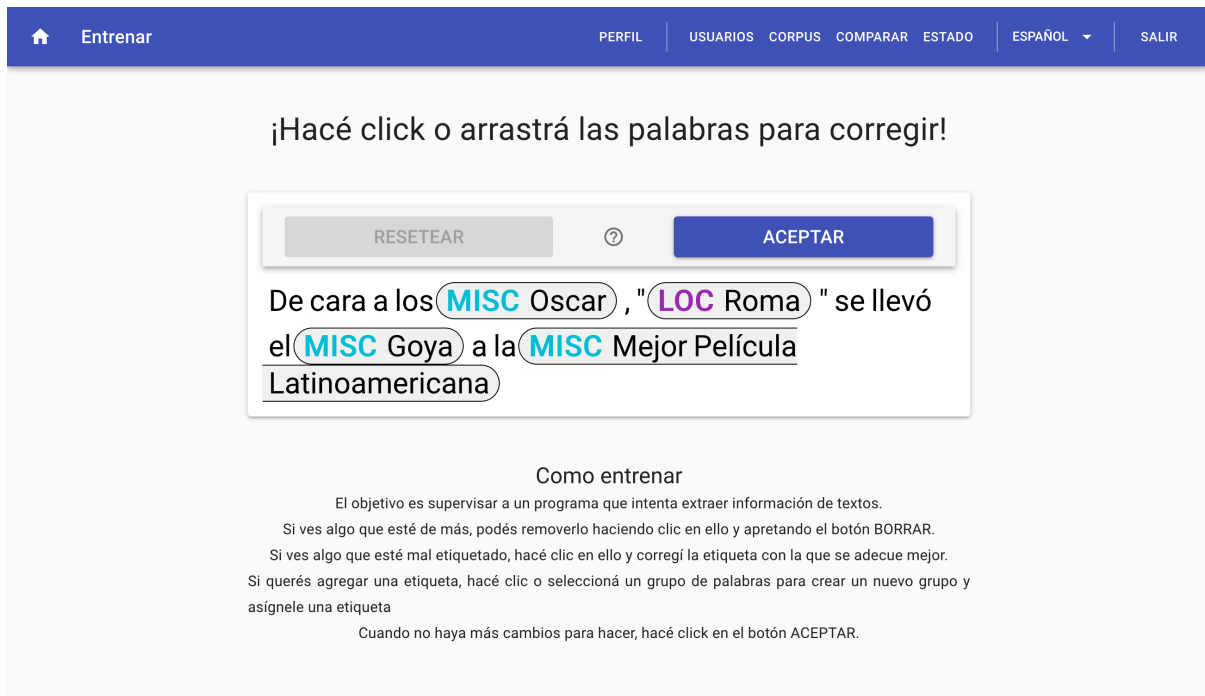 Entrenar PERFIL USUARIOS CORPUS COMPARAR ESTADO ESPAÑOL SALIR
¡Hacé click o arrastrá las palabras para corregir!
RESETEAR ? ACEPTAR
De cara a los MISC Oscar , " LOC Roma " se llevó
el MISC Goya a la MISC Mejor Película
Latinoamericana
Como entrenar
El objetivo es supervisar a un programa que intenta extraer información de textos.
Si ves algo que esté de más, podés removerlo haciendo clic en ello y apretando el botón BORRAR.
Si ves algo que esté mal etiquetado, hacé clic en ello y corregí la etiqueta con la que se adecue mejor.
Si querés agregar una etiqueta, hacé clic o seleccioná un grupo de palabras para crear un nuevo grupo y
asígnele una etiqueta
Cuando no haya más cambios para hacer, hacé click en el botón ACEPTAR.